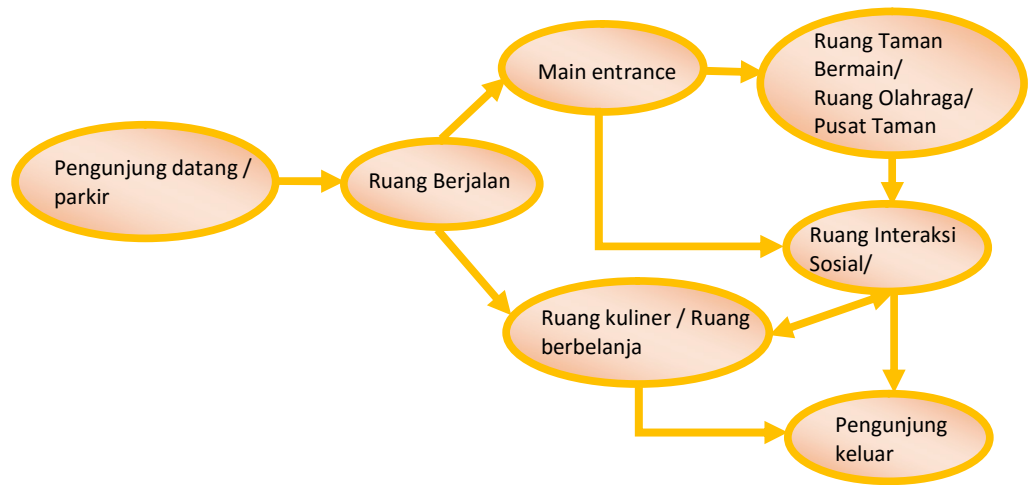 Pengunjung datang /
parkir
Ruang Berjalan
Main entrance
Ruang Taman
Bermain/
Ruang Olahraga/
Pusat Taman
Ruang Interaksi
Sosial/
Ruang kuliner / Ruang
berbelanja
Pengunjung
keluar